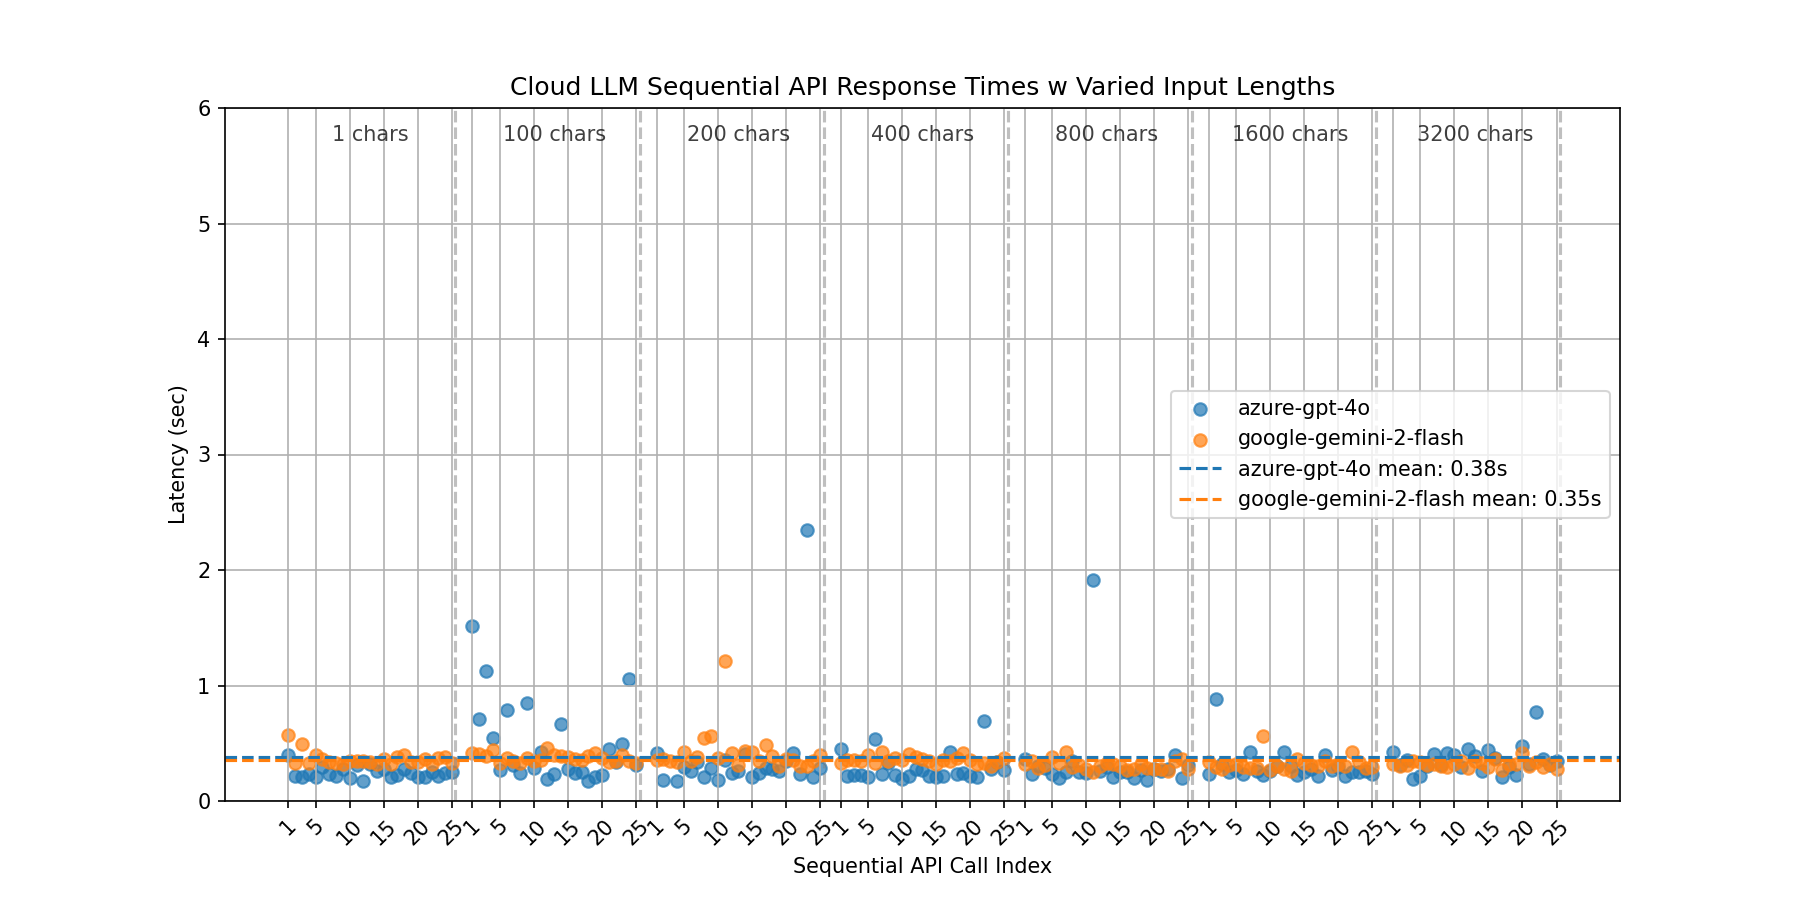 Cloud LLM Sequential API Response Times w Varied Input Lengths
6
5
4
3
2
1
0
Latency (sec)
1 chars
100 chars
200 chars
400 chars
800 chars
1600 chars
3200 chars
azure-gpt-4o
google-gemini-2-flash
azure-gpt-4o mean: 0.38s
google-gemini-2-flash mean: 0.35s
1 5 10 15 20 25 1 5 10 15 20 25 1 5 10 15 20 25 1 5 10 15 20 25 1 5 10 15 20 25 1 5 10 15 20 25 1 5 10 15 20 25
Sequential API Call Index